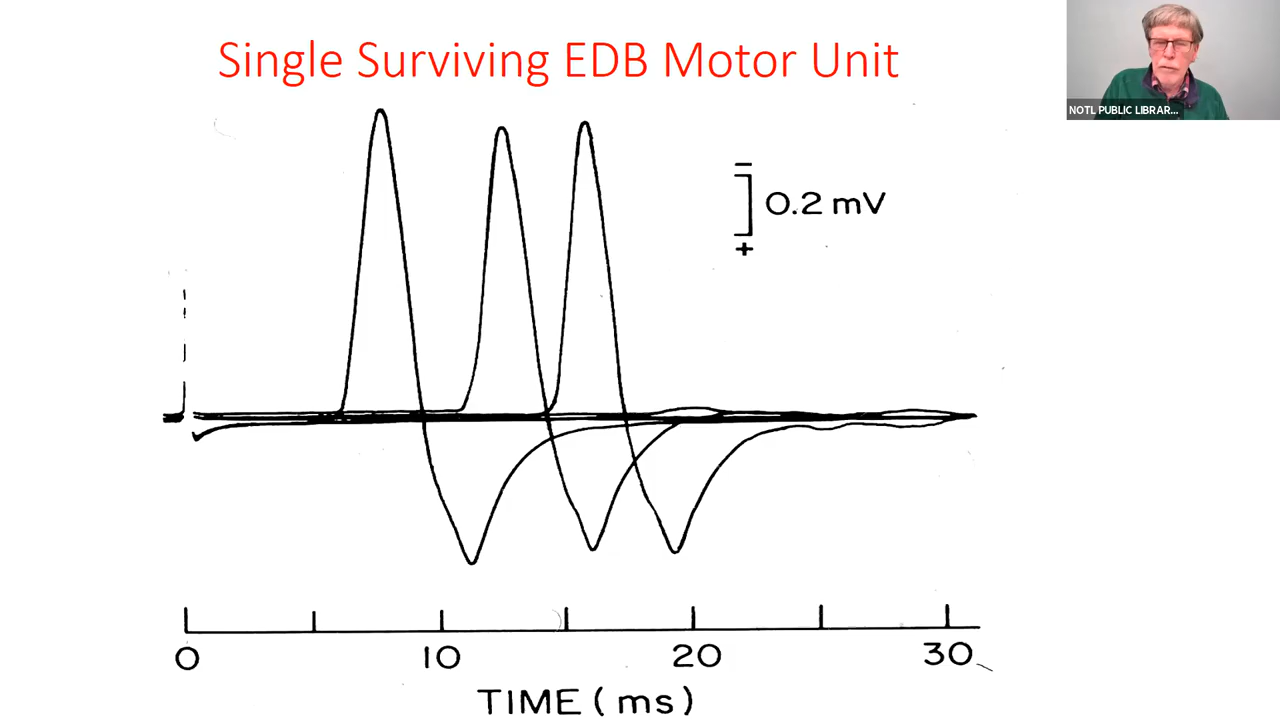 Single Surviving EDB Motor Unit
NOTL PUBLIC LIBRAR...
−
0.2 mV
+
0 10 20 30
TIME (ms)